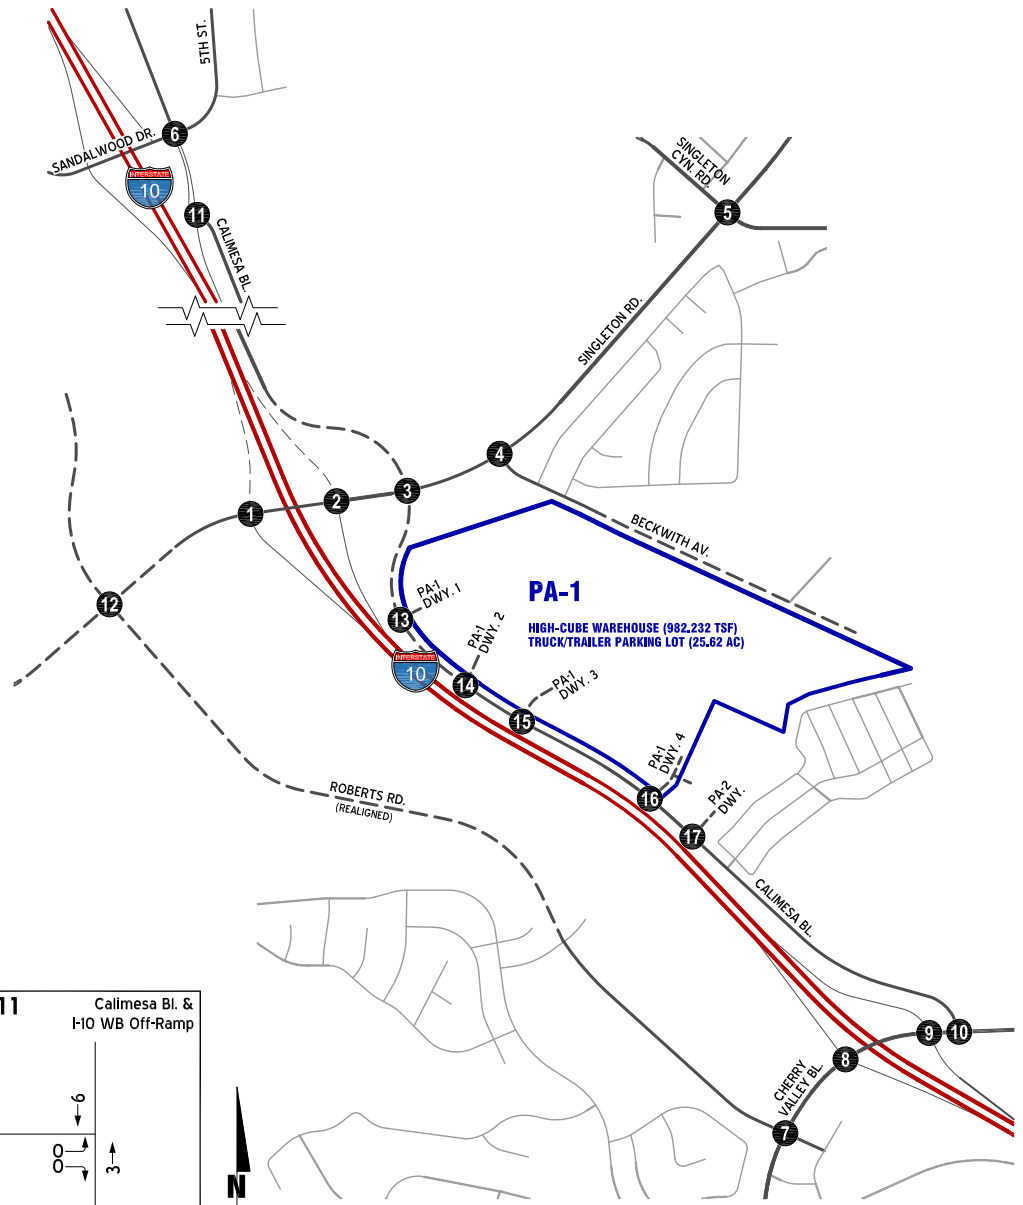 5TH ST.
6
SANDALWOOD DR.
INTERSTATE
10
11
CALIMESA BL.
SINGLETON
CYN. RD.
5
SINGLETON RD.
4
3
2
1
BECKWITH AV.
12
PA-1
DWY. 1
13
PA-1
HIGH-CUBE WAREHOUSE (982.232 TSF)
TRUCK/TRAILER PARKING LOT (25.62 AC)
PA-1
DWY. 2
INTERSTATE
10
14
PA-1
DWY. 3
15
PA-1
DWY. 4
16
PA-2
DWY.
17
ROBERTS RD.
(REALIGNED)
CALIMESA BL.
9
10
8
CHERRY
VALLEY BL.
7
11
Calimesa Bl. &
I-10 WB Off-Ramp
6
0
0
3
N